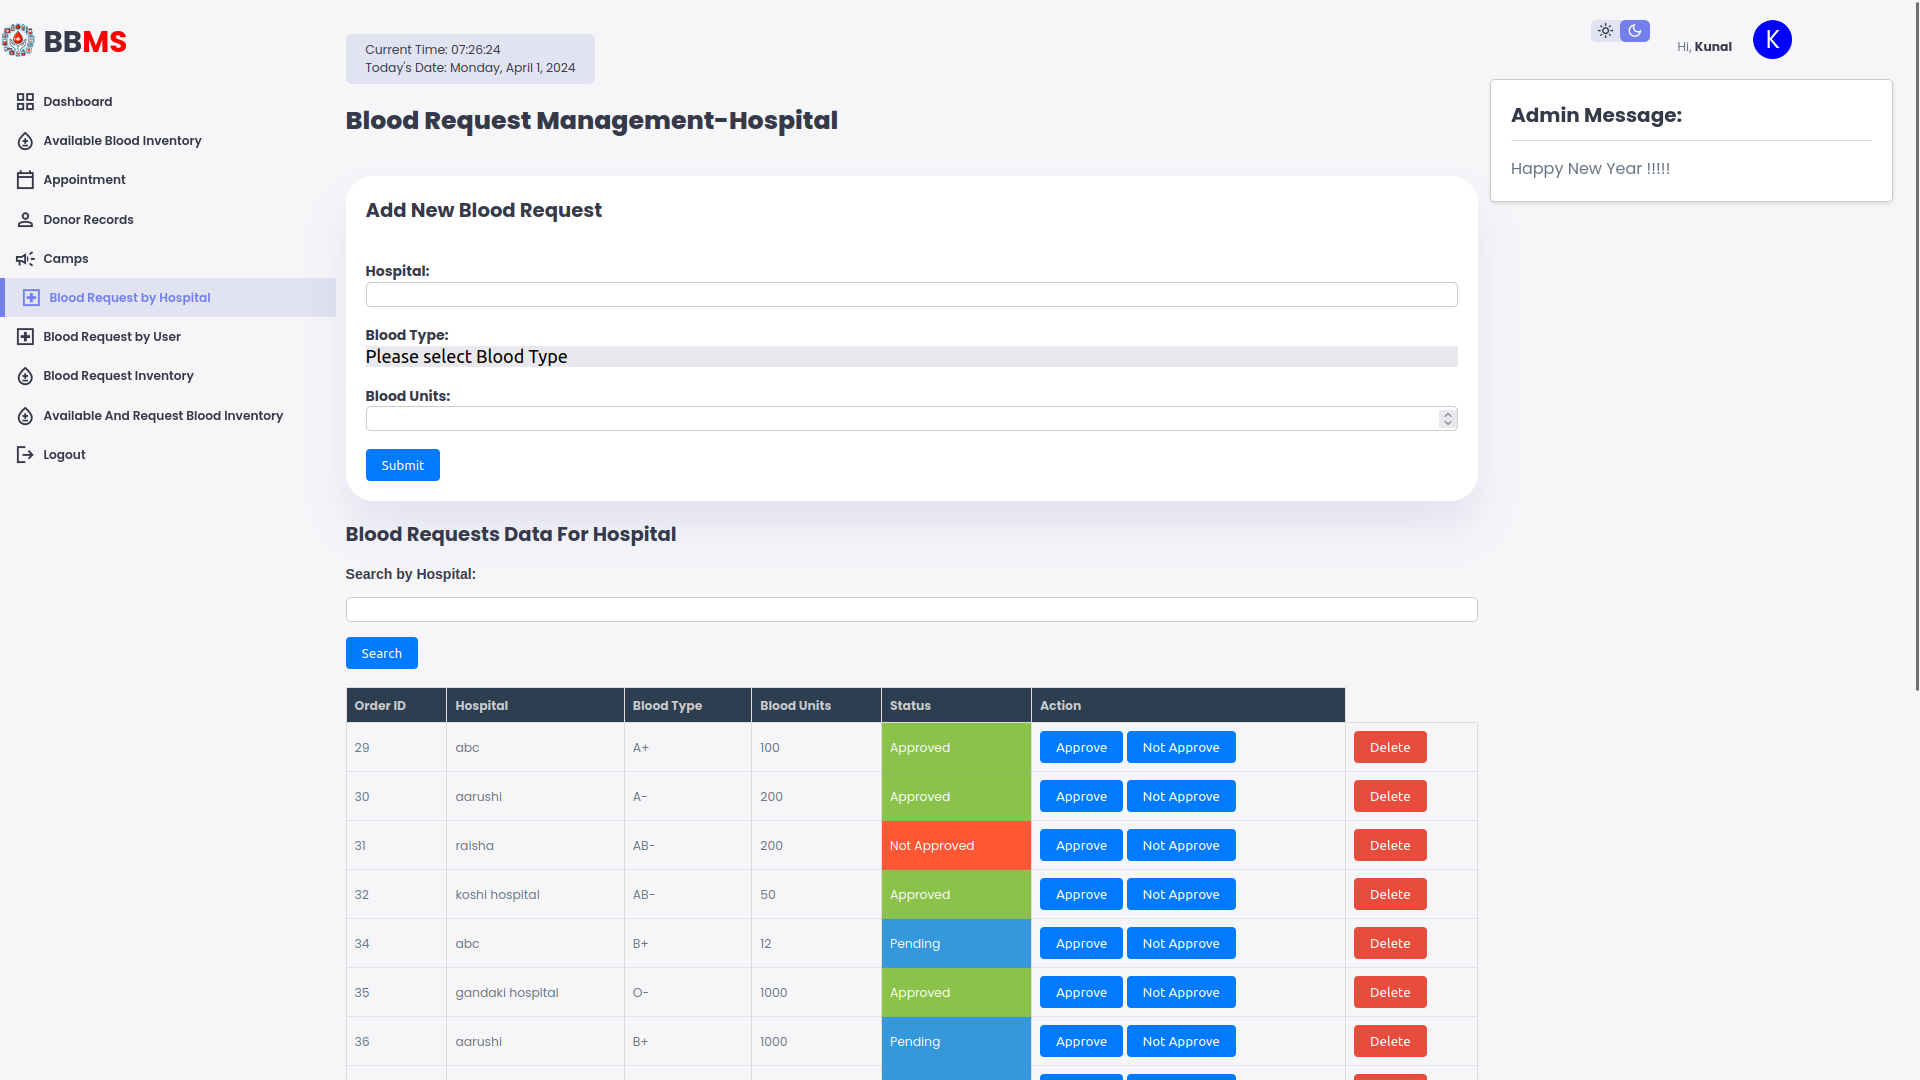 BBMS
Dashboard
Available Blood Inventory
Appointment
Donor Records
Camps
Blood Request by Hospital
Blood Request by User
Blood Request Inventory
Available And Request Blood Inventory
Logout
Current Time: 07:26:24
Today's Date: Monday, April 1, 2024
Hi, Kunal
K
Blood Request Management-Hospital
Add New Blood Request
Hospital:
Blood Type:
Please select Blood Type
Blood Units:
Submit
Blood Requests Data For Hospital
Search by Hospital:
Search
Order ID Hospital Blood Type Blood Units Status Action
29 abc A+ 100 Approved Approve Not Approve Delete
30 aarushi A- 200 Approved Approve Not Approve Delete
31 raisha AB- 200 Not Approved Approve Not Approve Delete
32 koshi hospital AB- 50 Approved Approve Not Approve Delete
34 abc B+ 12 Pending Approve Not Approve Delete
35 gandaki hospital O- 1000 Approved Approve Not Approve Delete
36 aarushi B+ 1000 Pending Approve Not Approve Delete
Admin Message:
Happy New Year !!!!!